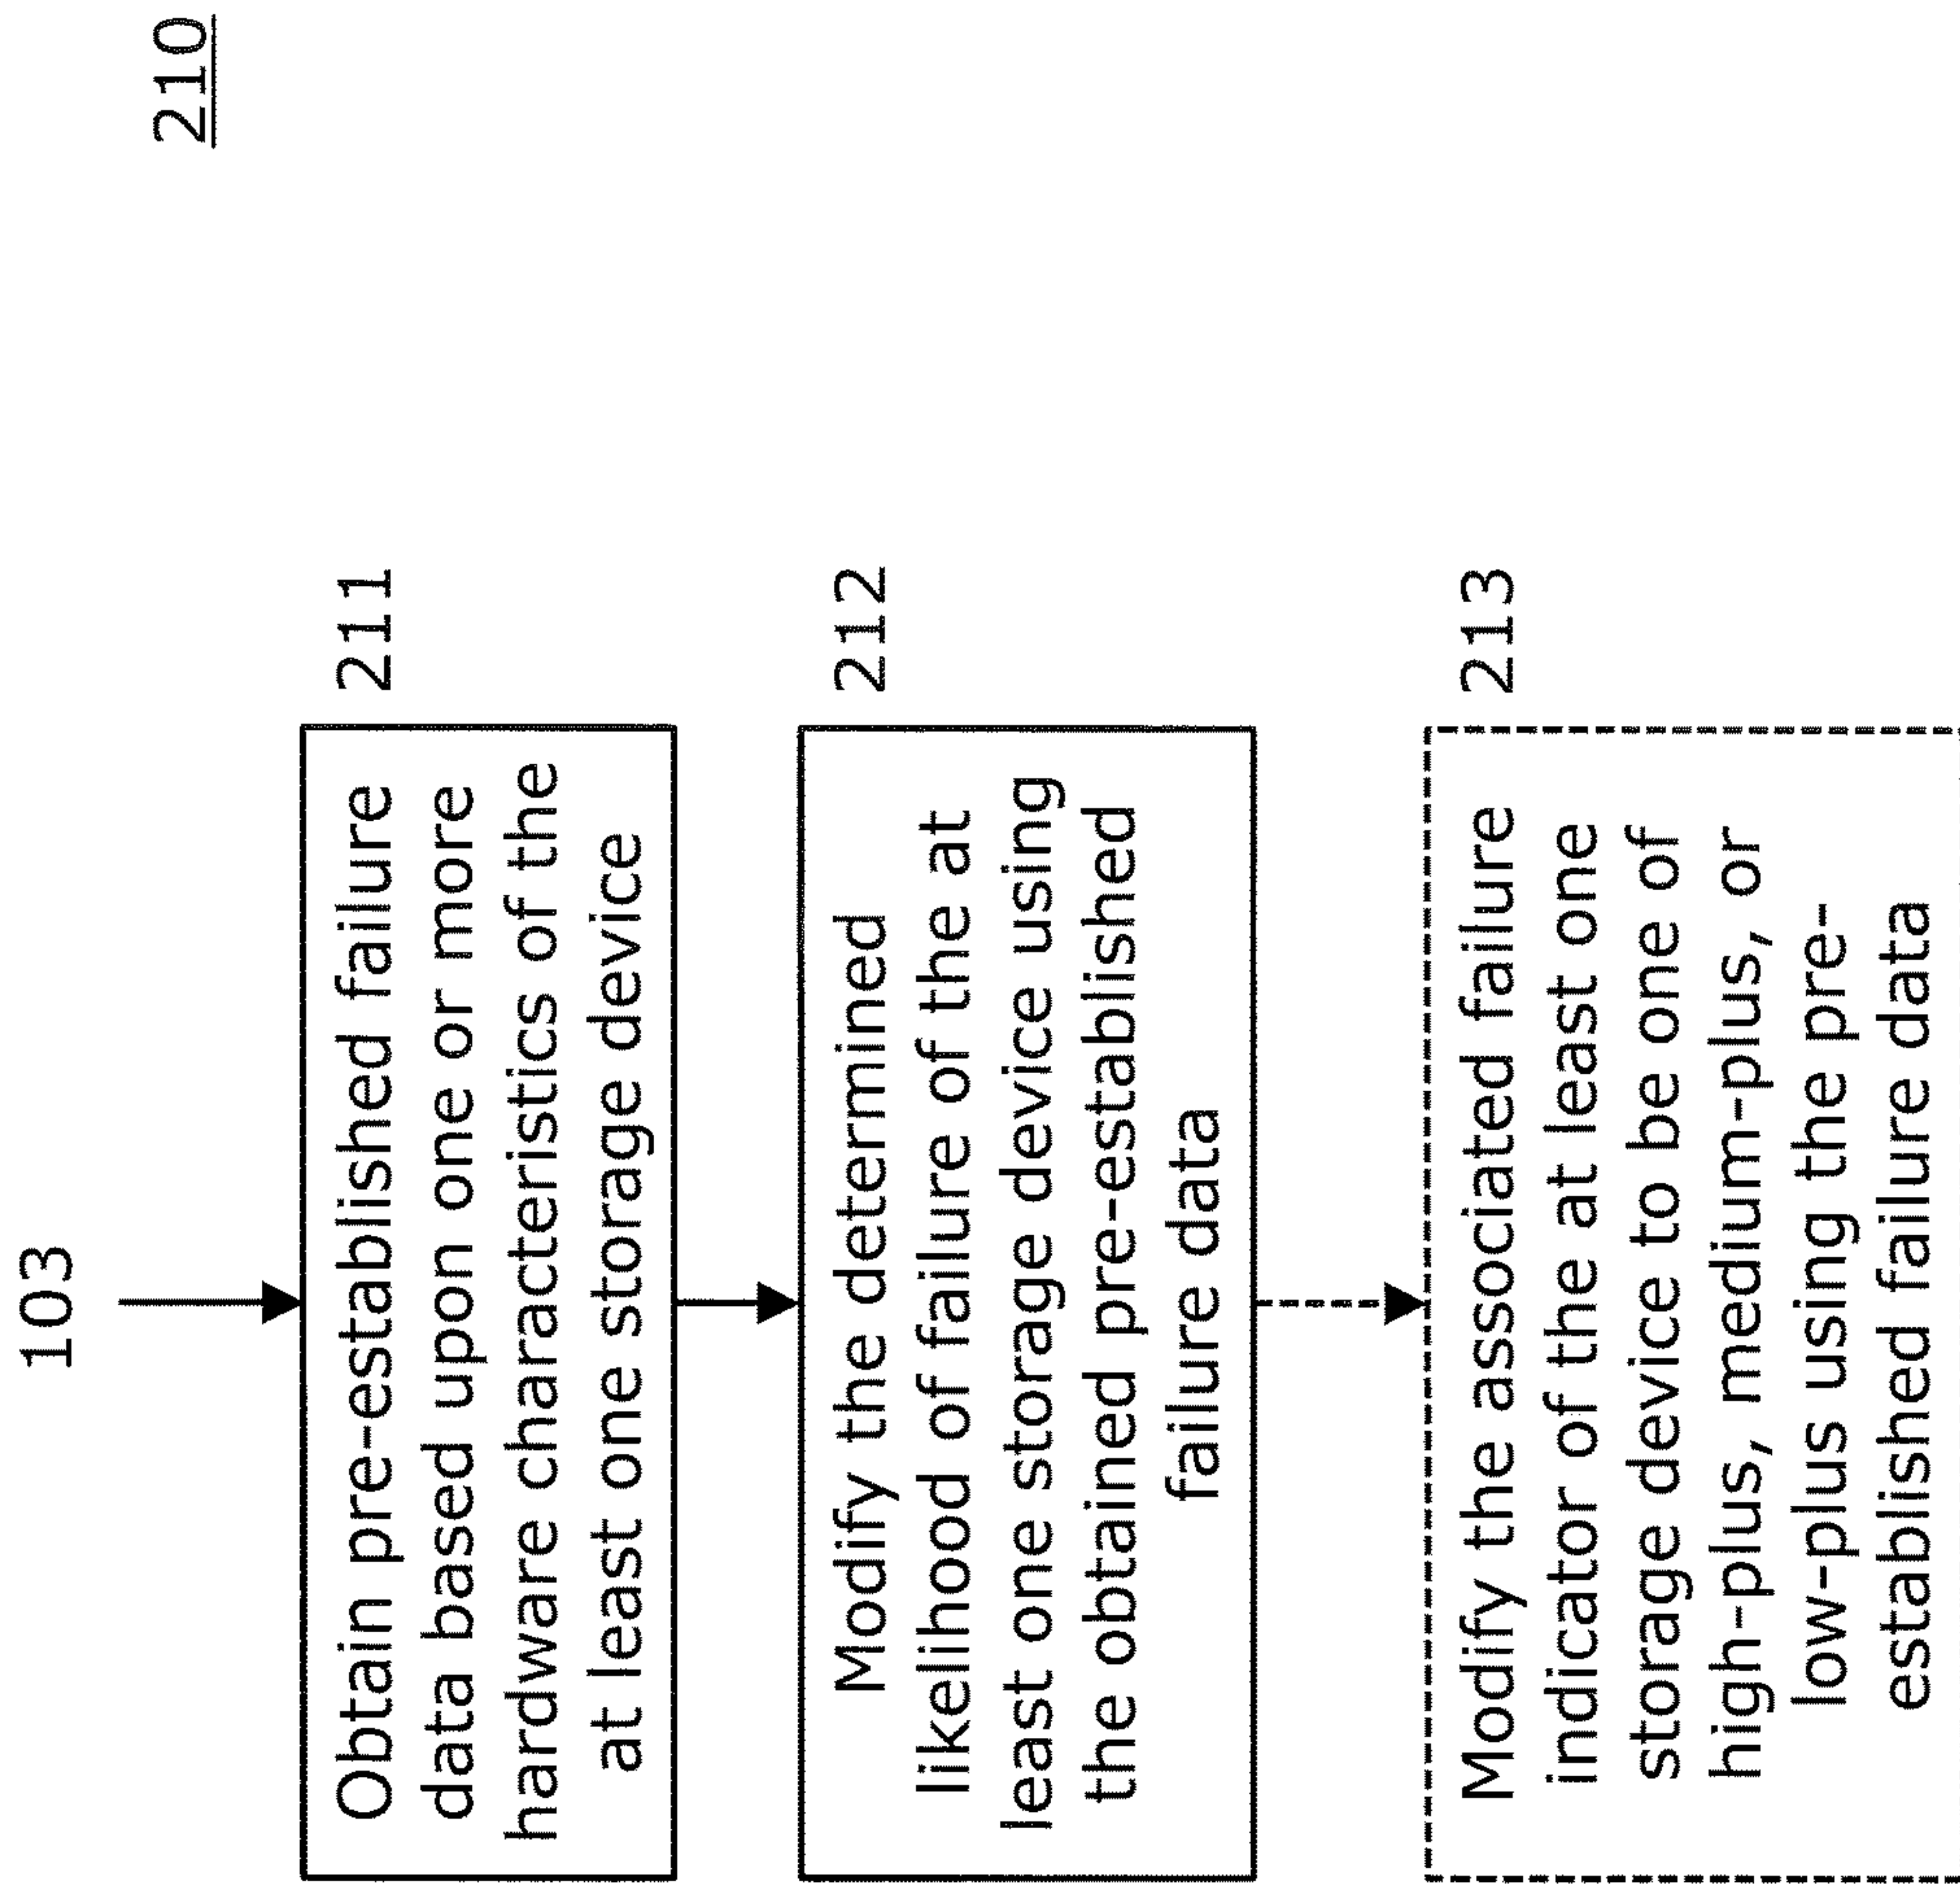 210
103
Obtain pre-established failure
data based upon one or more
hardware characteristics of the
at least one storage device
211
Modify the determined
likelihood of failure of the at
least one storage device using
the obtained pre-established
failure data
212
Modify the associated failure
indicator of the at least one
storage device to be one of
high-plus, medium-plus, or
low-plus using the pre-
established failure data
213